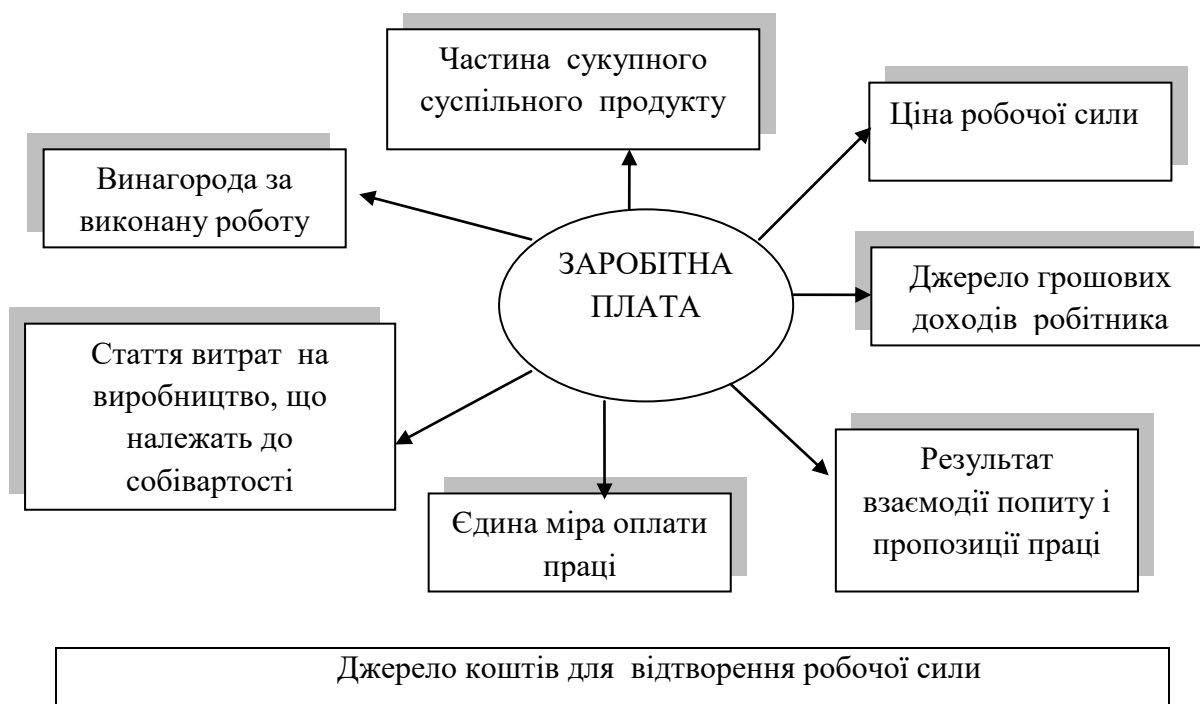 Частина сукупного
суспільного продукту
Ціна робочої сили
Винагорода за
виконану роботу
ЗАРОБІТНА
ПЛАТА
Джерело грошових
доходів робітника
Стаття витрат на
виробництво, що
належать до
собівартості
Єдина міра оплати
праці
Результат
взаємодії попиту і
пропозиції праці
Джерело коштів для відтворення робочої сили